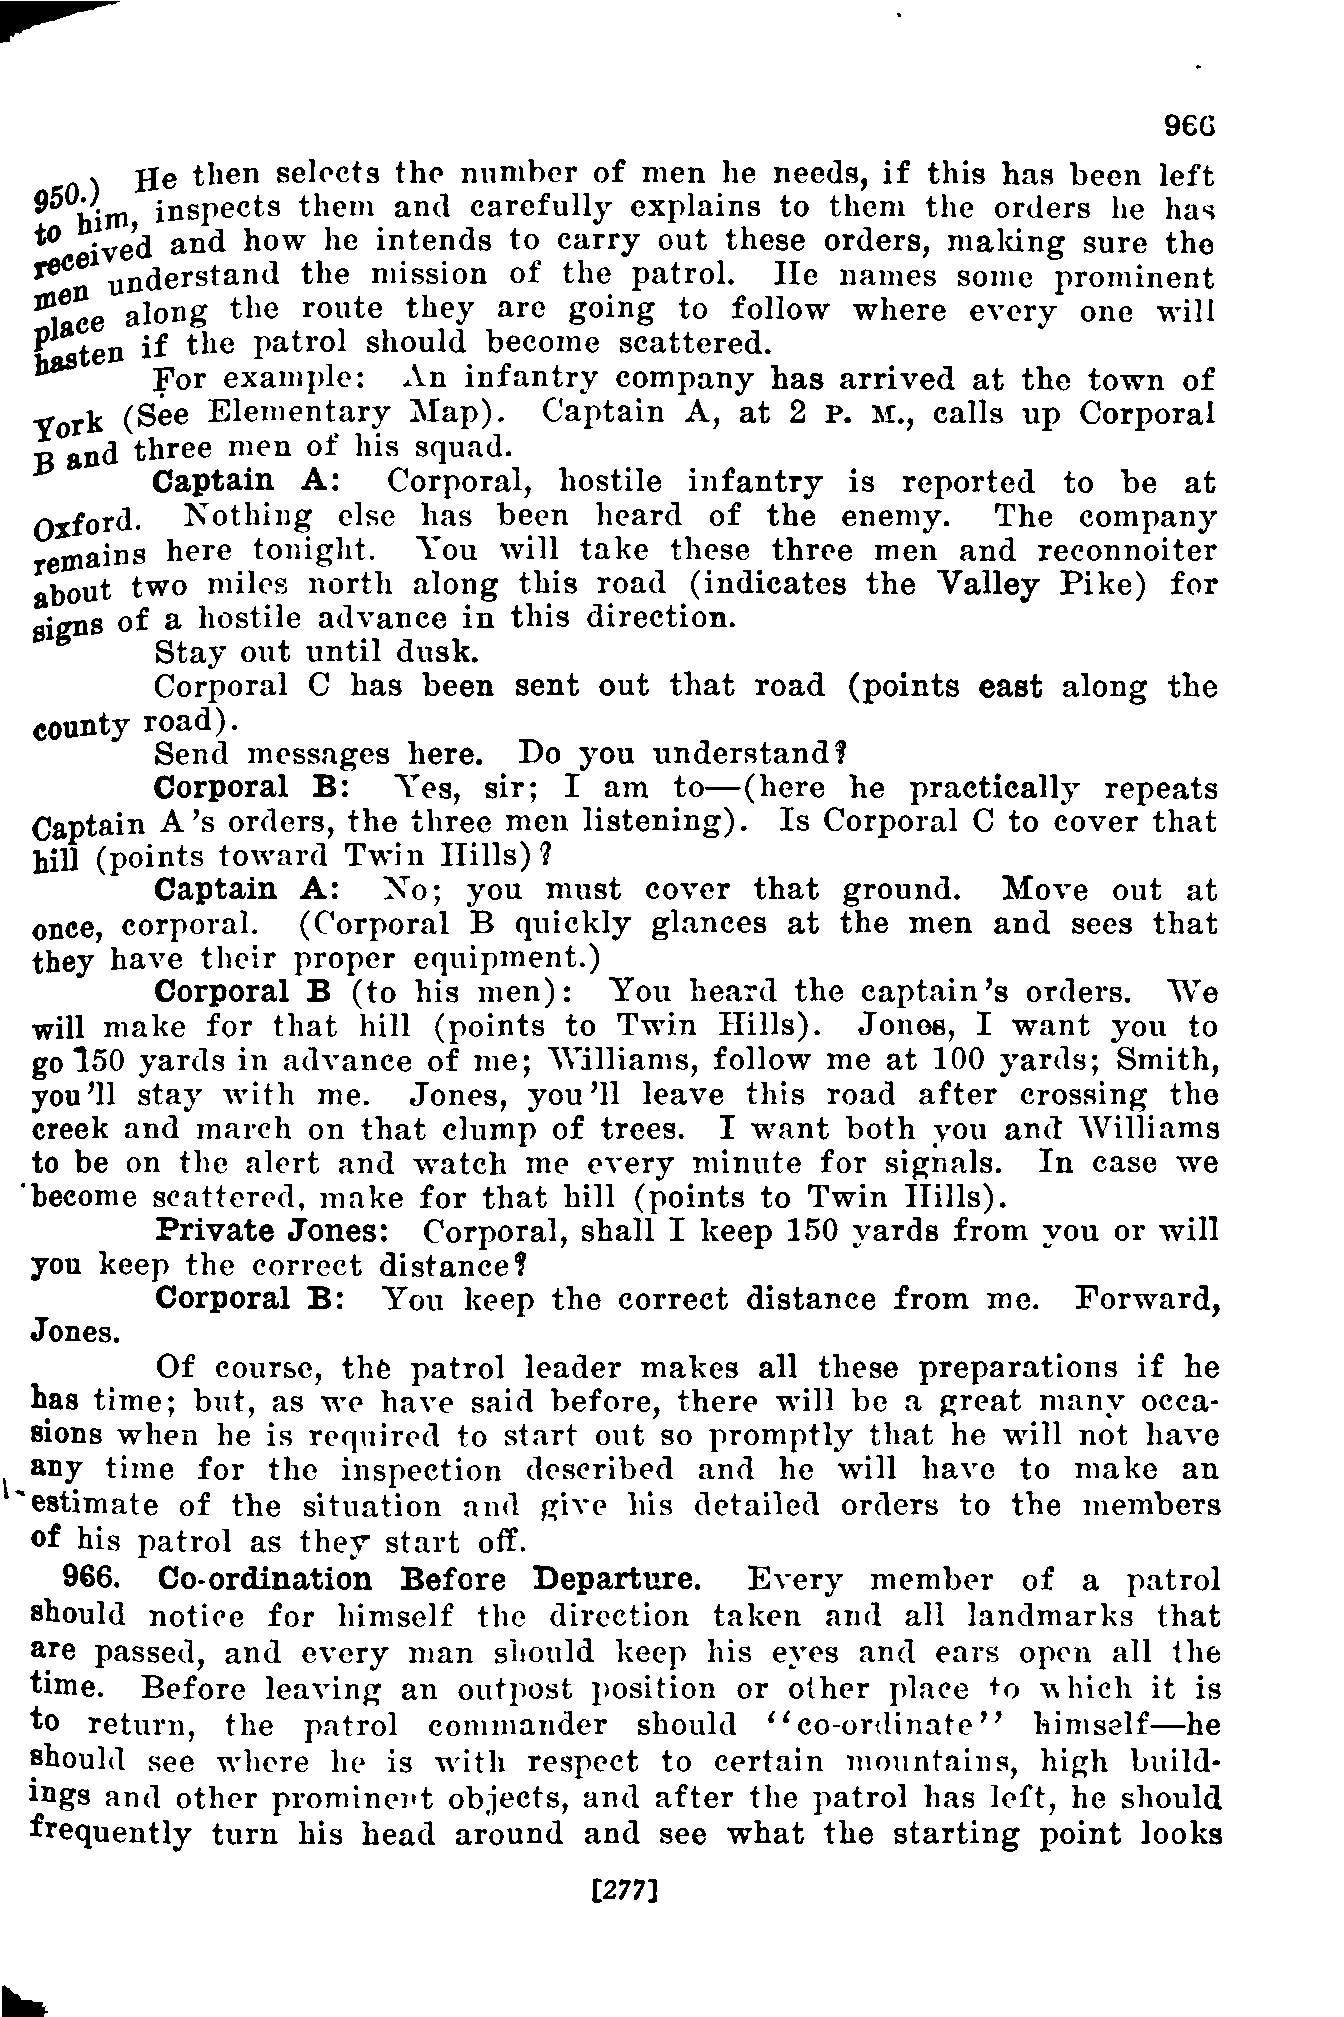 966
950.) He then selects the number of men he needs, if this has been left
to him, inspects them and carefully explains to them the orders he has
received and how he intends to carry out these orders, making sure the
men understand the mission of the patrol. He names some prominent
place along the route they are going to follow where every one will
hasten if the patrol should become scattered.
For example: An infantry company has arrived at the town of
York (See Elementary Map). Captain A, at 2 P. M., calls up Corporal
B and three men of his squad.
Captain A: Corporal, hostile infantry is reported to be at
Oxford. Nothing else has been heard of the enemy. The company
remains here tonight. You will take these three men and reconnoiter
about two miles north along this road (indicates the Valley Pike) for
signs of a hostile advance in this direction.
Stay out until dusk.
Corporal C has been sent out that road (points east along the
county road).
Send messages here. Do you understand?
Corporal B: Yes, sir; I am to—(here he practically repeats
Captain A's orders, the three men listening). Is Corporal C to cover that
hill (points toward Twin Hills)?
Captain A: No; you must cover that ground. Move out at
once, corporal. (Corporal B quickly glances at the men and sees that
they have their proper equipment.)
Corporal B (to his men): You heard the captain's orders. We
will make for that hill (points to Twin Hills). Jones, I want you to
go 150 yards in advance of me; Williams, follow me at 100 yards; Smith,
you'll stay with me. Jones, you'll leave this road after crossing the
creek and march on that clump of trees. I want both you and Williams
to be on the alert and watch me every minute for signals. In case we
become scattered, make for that hill (points to Twin Hills).
Private Jones: Corporal, shall I keep 150 yards from you or will
you keep the correct distance?
Corporal B: You keep the correct distance from me. Forward,
Jones.
Of course, the patrol leader makes all these preparations if he
has time; but, as we have said before, there will be a great many occa-
sions when he is required to start out so promptly that he will not have
any time for the inspection described and he will have to make an
estimate of the situation and give his detailed orders to the members
of his patrol as they start off.
966. Co-ordination Before Departure. Every member of a patrol
should notice for himself the direction taken and all landmarks that
are passed, and every man should keep his eyes and ears open all the
time. Before leaving an outpost position or other place to which it is
to return, the patrol commander should "co-ordinate" himself—he
should see where he is with respect to certain mountains, high build-
ings and other prominent objects, and after the patrol has left, he should
frequently turn his head around and see what the starting point looks
[277]